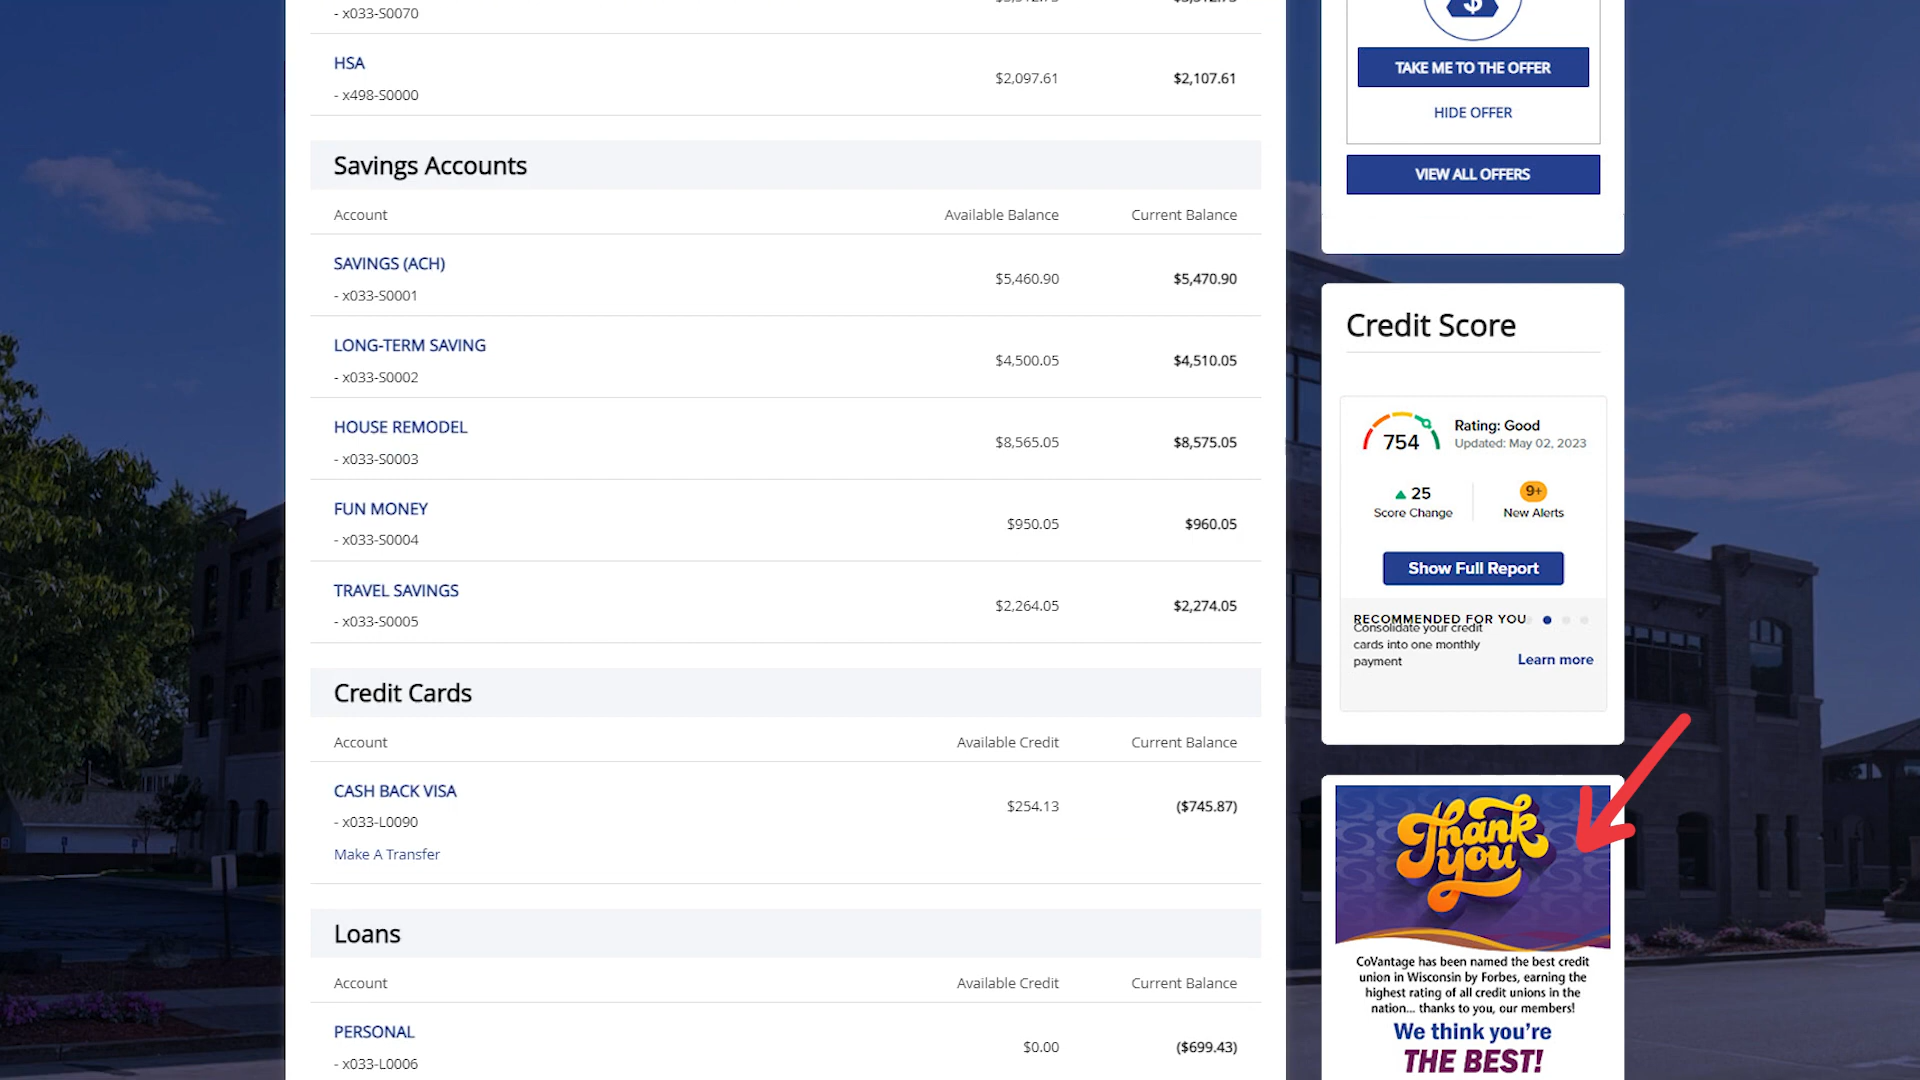 - x033-S0070
HSA
$2,097.61 $2,107.61
- x498-S0000
Savings Accounts
Account Available Balance Current Balance
SAVINGS (ACH)
$5,460.90 $5,470.90
- x033-S0001
LONG-TERM SAVING
$4,500.05 $4,510.05
- x033-S0002
HOUSE REMODEL
$8,565.05 $8,575.05
- x033-S0003
FUN MONEY
$950.05 $960.05
- x033-S0004
TRAVEL SAVINGS
$2,264.05 $2,274.05
- x033-S0005
Credit Cards
Account Available Credit Current Balance
CASH BACK VISA
$254.13 ($745.87)
- x033-L0090
Make A Transfer
Loans
Account Available Credit Current Balance
PERSONAL
$0.00 ($699.43)
- x033-L0006
$
TAKE ME TO THE OFFER
HIDE OFFER
VIEW ALL OFFERS
Credit Score
754
Rating: Good
Updated: May 02, 2023
25
Score Change
9+
New Alerts
Show Full Report
RECOMMENDED FOR YOU
Consolidate your credit
cards into one monthly
payment
Learn more
Thank
you
CoVantage has been named the best credit
union in Wisconsin by Forbes, earning the
highest rating of all credit unions in the
nation... thanks to you, our members!
We think you're
THE BEST!